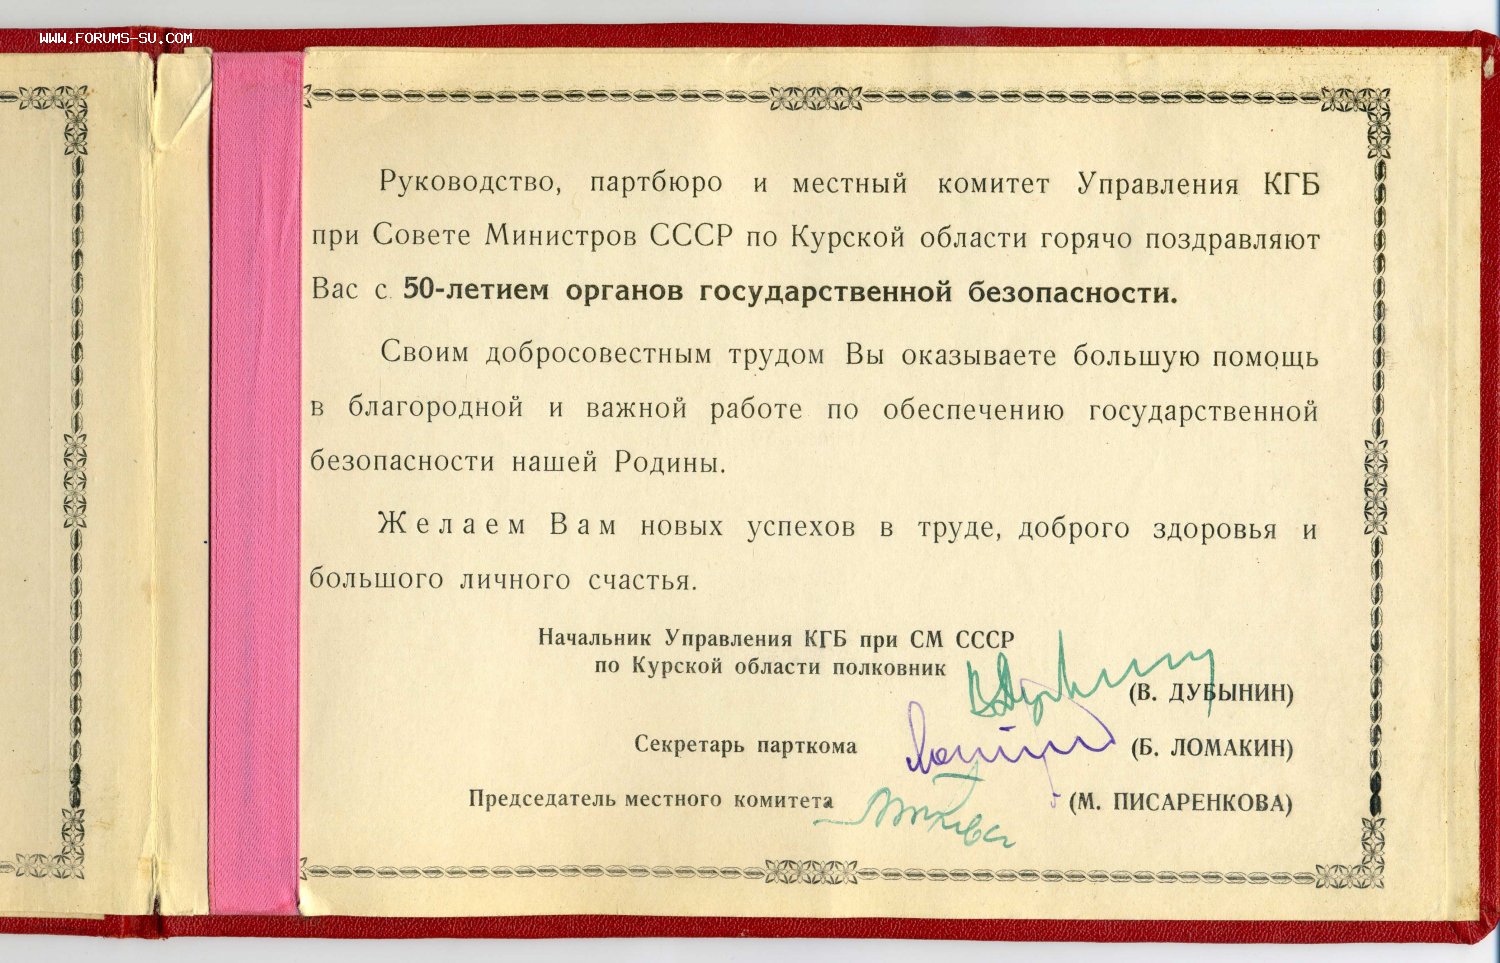 WWW.FORUMS-SU.COM
Руководство, партбюро и местный комитет Управления КГБ
при Совете Министров СССР по Курской области горячо поздравляют
Вас с 50-летием органов государственной безопасности.
Своим добросовестным трудом Вы оказываете большую помощь
в благородной и важной работе по обеспечению государственной
безопасности нашей Родины.
Желаем Вам новых успехов в труде, доброго здоровья и
большого личного счастья.
Начальник Управления КГБ при СМ СССР
по Курской области полковник
(В. ДУБЫНИН)
Секретарь парткома (Б. ЛОМАКИН)
Председатель местного комитета (М. ПИСАРЕНКОВА)